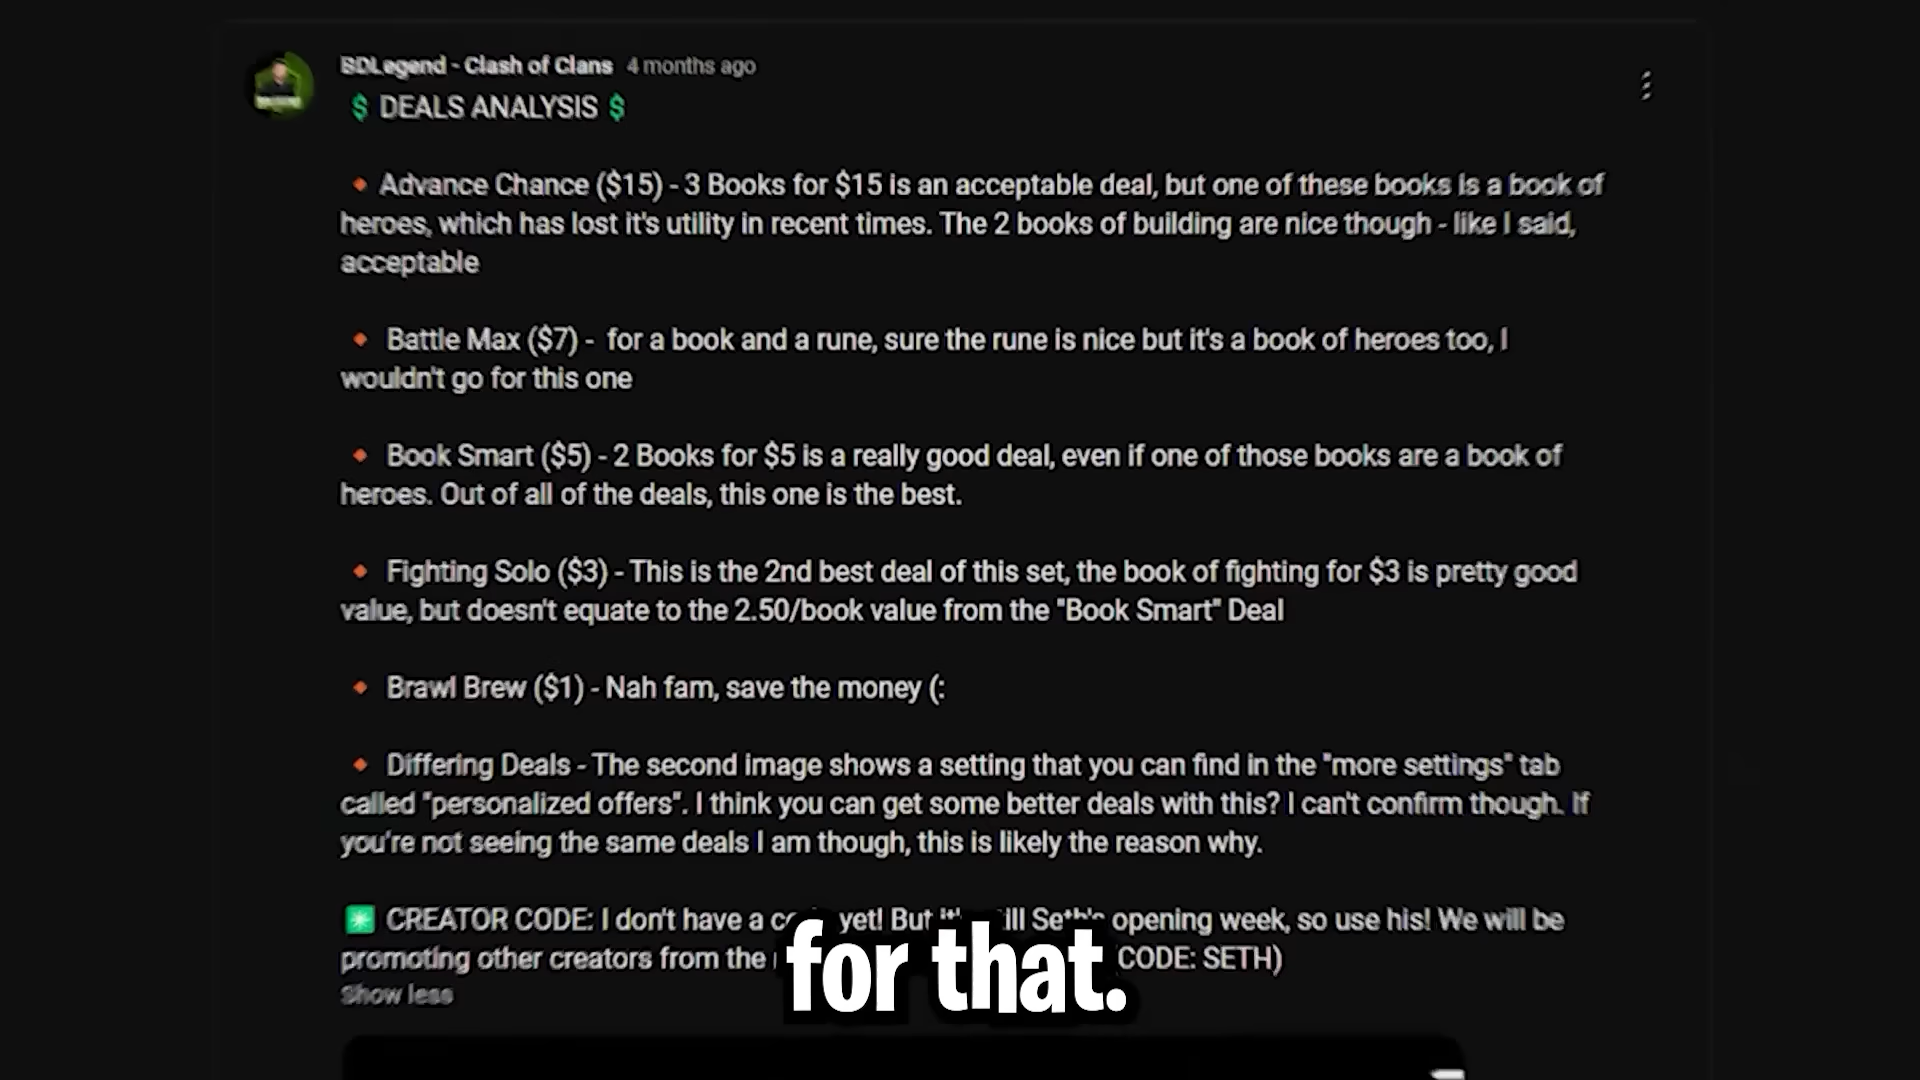 BDLegend - Clash of Clans 4 months ago
$ DEALS ANALYSIS $
Advance Chance ($15) - 3 Books for $15 is an acceptable deal, but one of these books is a book of
heroes, which has lost it's utility in recent times. The 2 books of building are nice though - like I said,
acceptable
Battle Max ($7) - for a book and a rune, sure the rune is nice but it's a book of heroes too, I
wouldn't go for this one
Book Smart ($5) - 2 Books for $5 is a really good deal, even if one of those books are a book of
heroes. Out of all of the deals, this one is the best.
Fighting Solo ($3) - This is the 2nd best deal of this set, the book of fighting for $3 is pretty good
value, but doesn't equate to the 2.50/book value from the "Book Smart" Deal
Brawl Brew ($1) - Nah fam, save the money (:
Differing Deals - The second image shows a setting that you can find in the "more settings" tab
called "personalized offers". I think you can get some better deals with this? I can't confirm though. If
you're not seeing the same deals I am though, this is likely the reason why.
CREATOR CODE: I don't have a yet! But Seth's opening week, so use his! We will be
promoting other creators from the CODE: SETH)
for that.
Show less